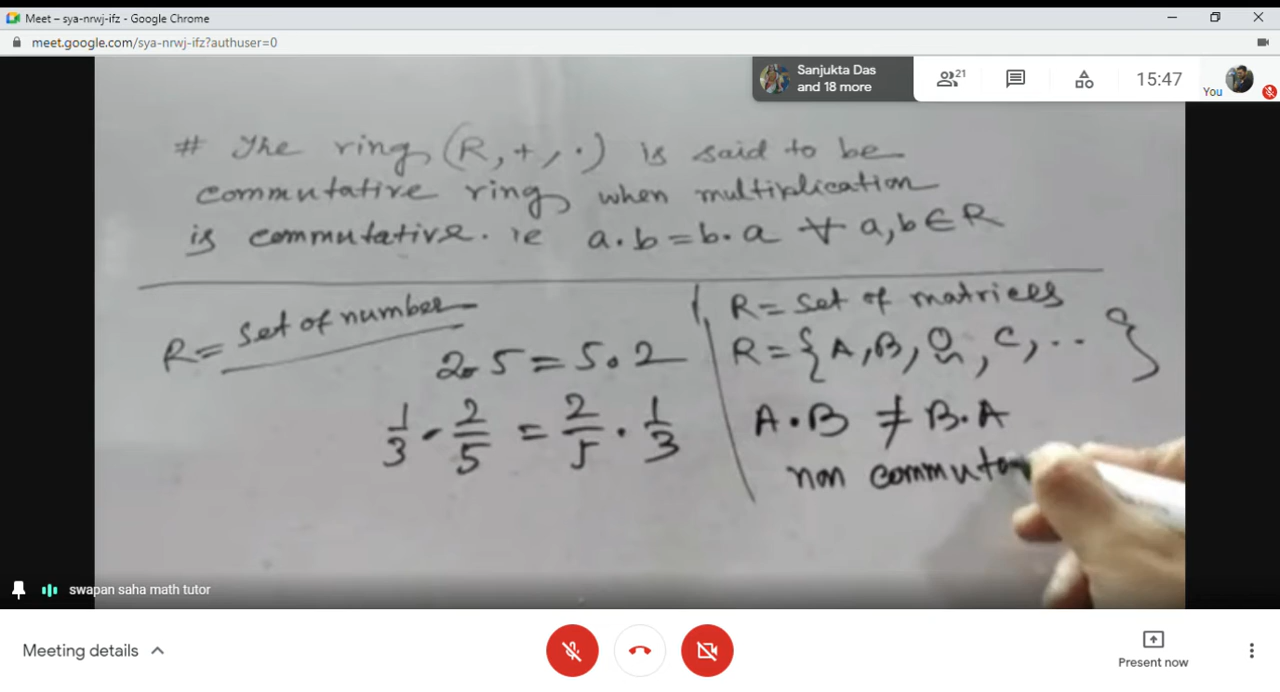 Meet – sya-nrwj-ifz - Google Chrome
meet.google.com/sya-nrwj-ifz?authuser=0
Sanjukta Das
and 18 more
21
15:47
You
# The ring (R, +, ·) is said to be
commutative ring when multiplication
is commutative. ie a·b = b·a ∀ a,b ∈ R
R = set of number
2·5 = 5·2
1/3 · 2/5 = 2/5 · 1/3
R = set of matrices
R = {A, B, O, C, ··· }
A·B ≠ B·A
non commuta
swapan saha math tutor
Meeting details
Present now